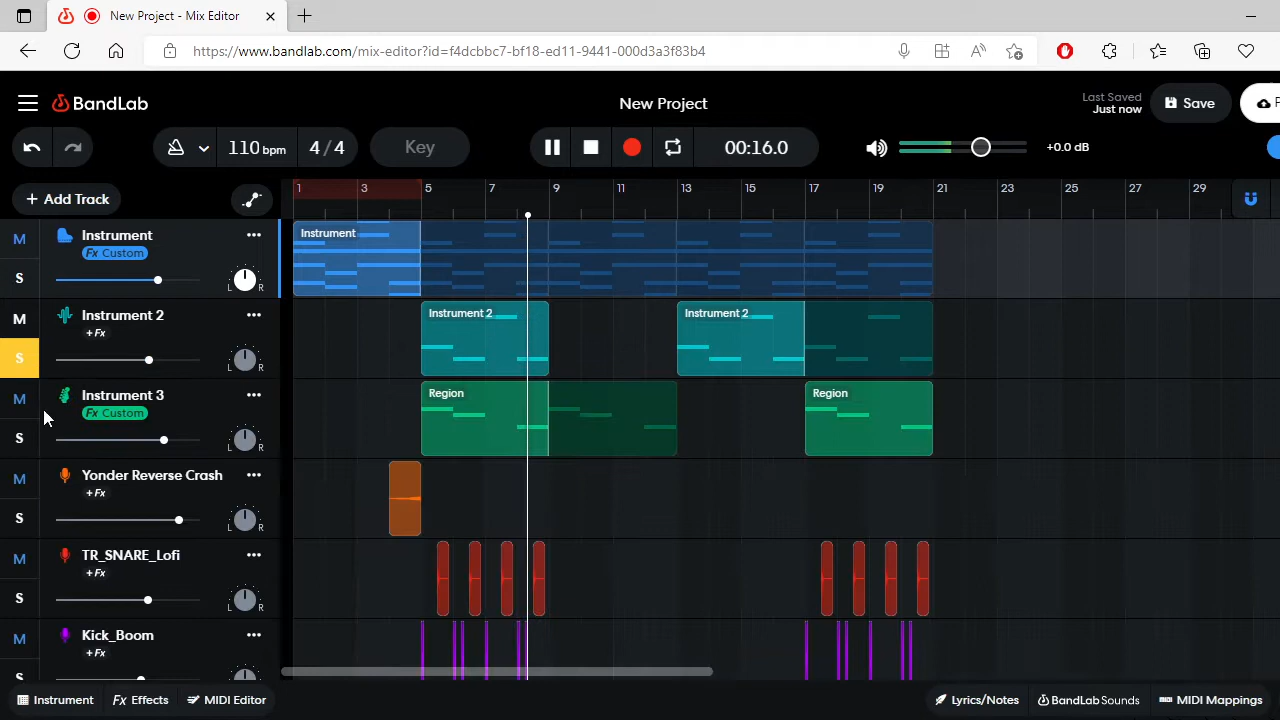 New Project - Mix Editor
https://www.bandlab.com/mix-editor?id=f4dcbbc7-bf18-ed11-9441-000d3a3f83b4
BandLab
New Project
Last Saved
Just now
Save
110 bpm
4/4
Key
00:16.0
+0.0 dB
+ Add Track
1 3 5 7 9 11 13 15 17 19 21 23 25 27 29
M
Instrument
Fx Custom
S
L R
Instrument
M
Instrument 2
+Fx
S
L R
Instrument 2
Instrument 2
M
Instrument 3
Fx Custom
S
L R
Region
Region
M
Yonder Reverse Crash
+Fx
S
L R
M
TR_SNARE_Lofi
+Fx
S
L R
M
Kick_Boom
+Fx
S
Instrument
Fx Effects
MIDI Editor
Lyrics/Notes
BandLab Sounds
MIDI Mappings